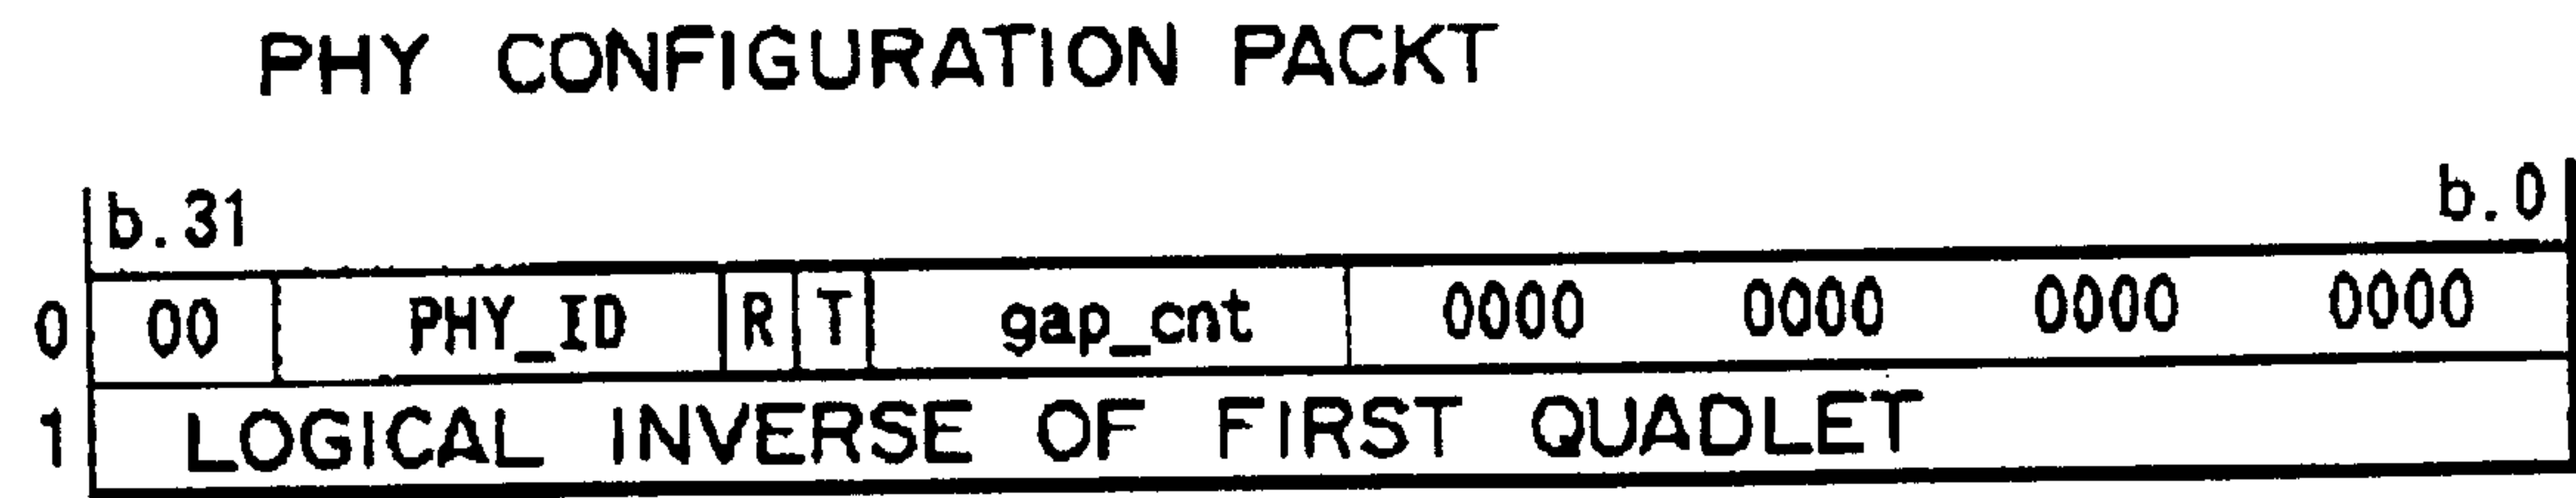 PHY CONFIGURATION PACKT
b.31 b.0
0 00 PHY_ID R T gap_cnt 0000 0000 0000 0000
1 LOGICAL INVERSE OF FIRST QUADLET